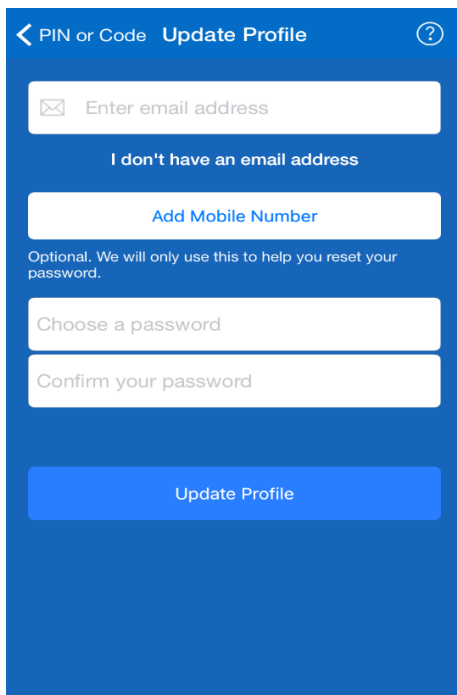 PIN or Code Update Profile ?
Enter email address
I don't have an email address
Add Mobile Number
Optional. We will only use this to help you reset your
password.
Choose a password
Confirm your password
Update Profile